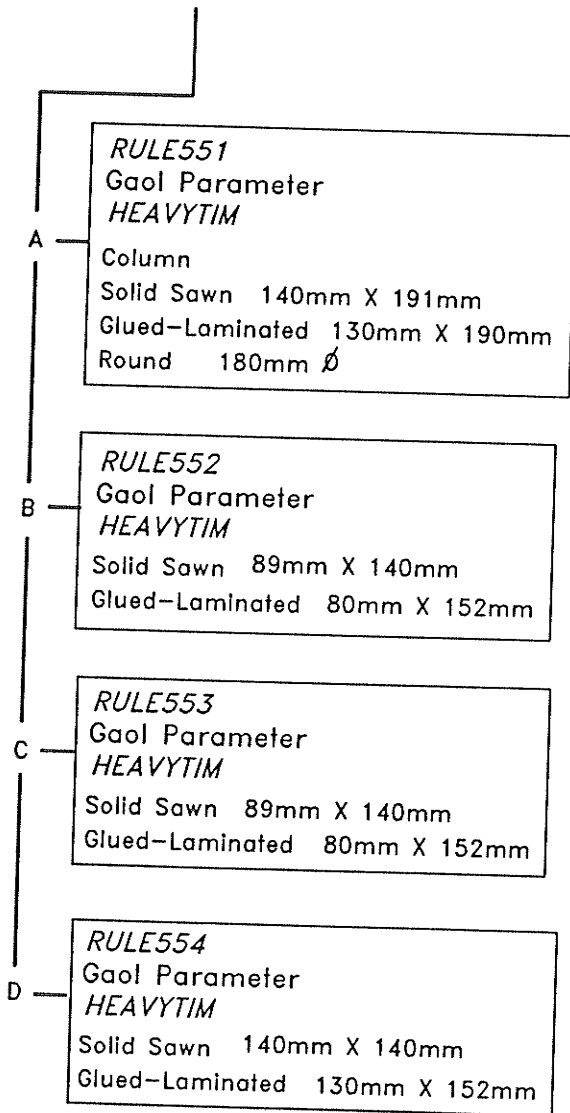 A
RULE551
Gaol Parameter
HEAVYTIM
Column
Solid Sawn 140mm X 191mm
Glued-Laminated 130mm X 190mm
Round 180mm Ø
B
RULE552
Gaol Parameter
HEAVYTIM
Solid Sawn 89mm X 140mm
Glued-Laminated 80mm X 152mm
C
RULE553
Gaol Parameter
HEAVYTIM
Solid Sawn 89mm X 140mm
Glued-Laminated 80mm X 152mm
D
RULE554
Gaol Parameter
HEAVYTIM
Solid Sawn 140mm X 140mm
Glued-Laminated 130mm X 152mm